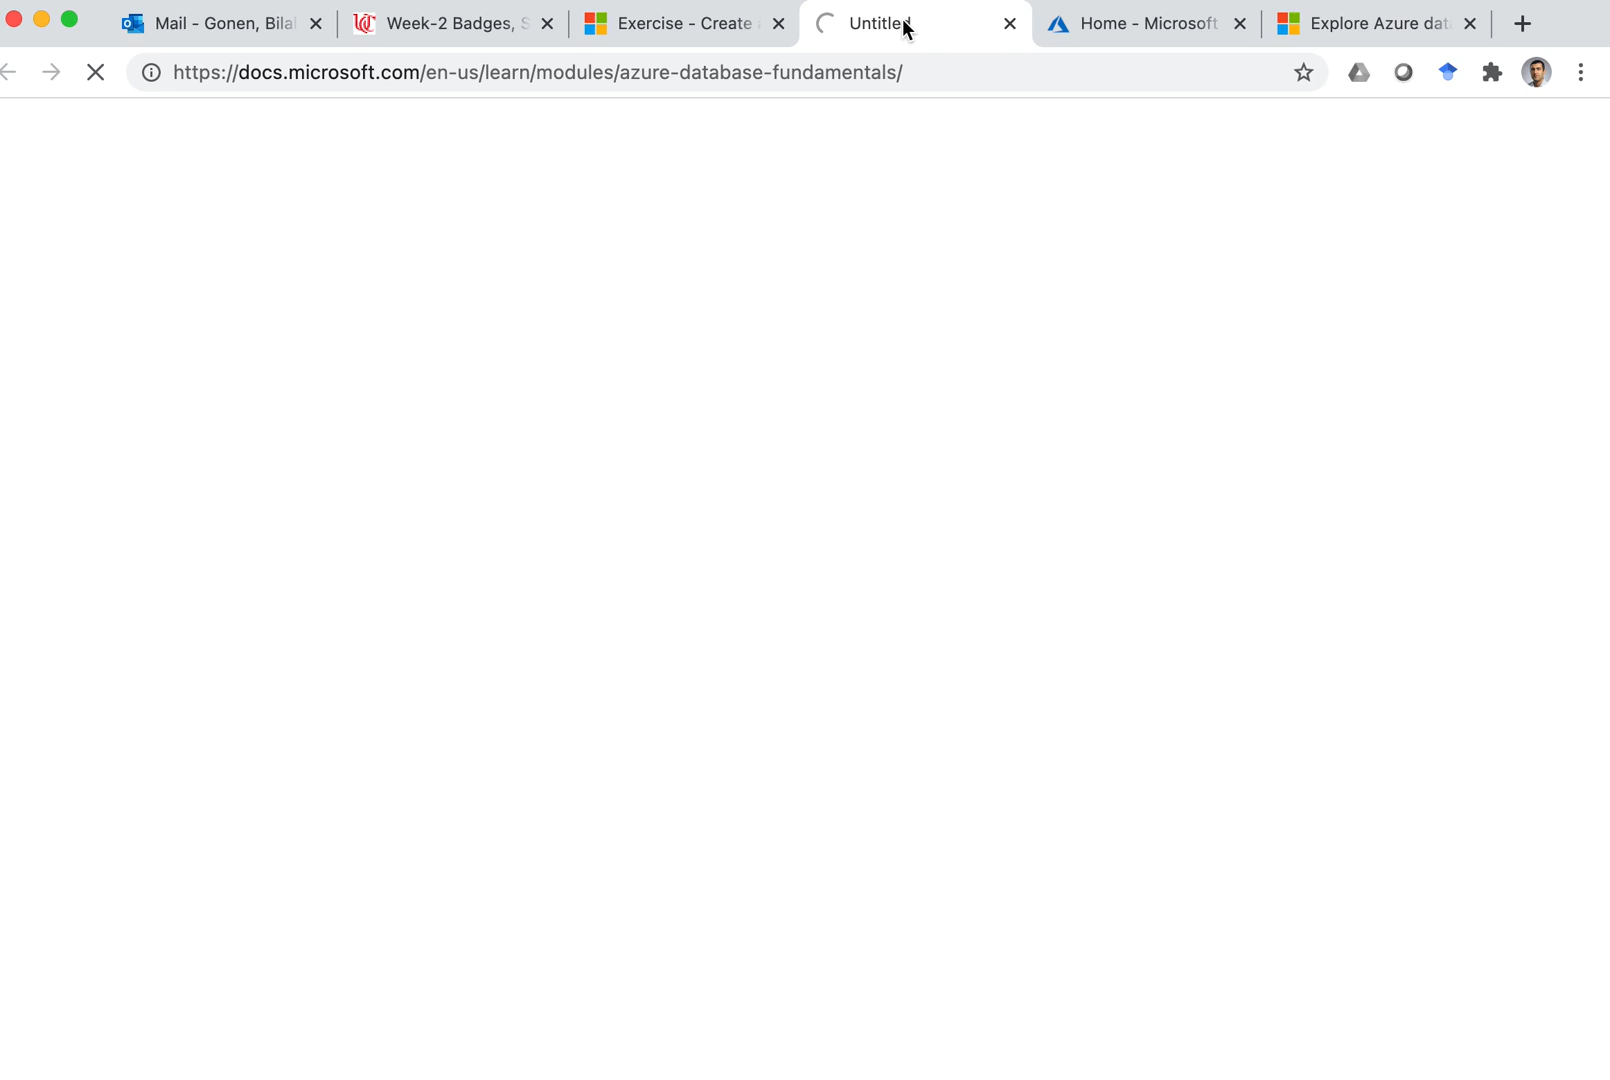 Mail - Gonen, Bilal
Week-2 Badges, S
Exercise - Create
Untitled
Home - Microsoft
Explore Azure dat
https://docs.microsoft.com/en-us/learn/modules/azure-database-fundamentals/